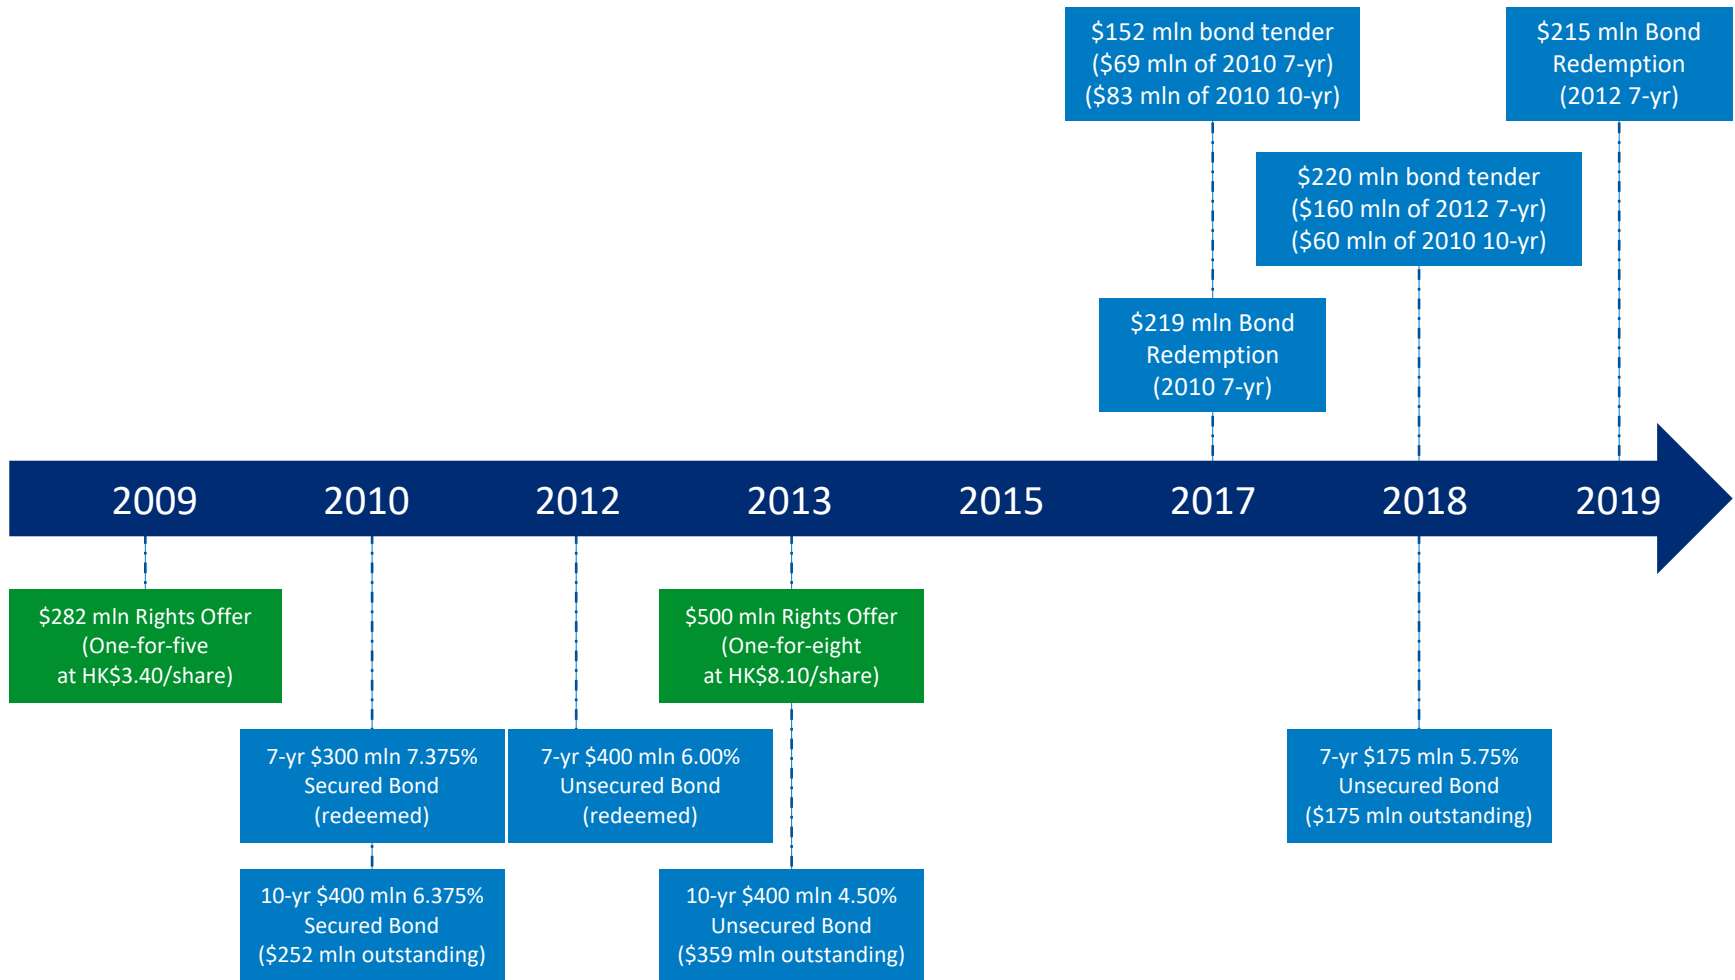 $152 mln bond tender
($69 mln of 2010 7-yr)
($83 mln of 2010 10-yr)
$215 mln Bond
Redemption
(2012 7-yr)
$220 mln bond tender
($160 mln of 2012 7-yr)
($60 mln of 2010 10-yr)
$219 mln Bond
Redemption
(2010 7-yr)
2009 2010 2012 2013 2015 2017 2018 2019
$282 mln Rights Offer
(One-for-five
at HK$3.40/share)
$500 mln Rights Offer
(One-for-eight
at HK$8.10/share)
7-yr $300 mln 7.375%
Secured Bond
(redeemed)
7-yr $400 mln 6.00%
Unsecured Bond
(redeemed)
7-yr $175 mln 5.75%
Unsecured Bond
($175 mln outstanding)
10-yr $400 mln 6.375%
Secured Bond
($252 mln outstanding)
10-yr $400 mln 4.50%
Unsecured Bond
($359 mln outstanding)